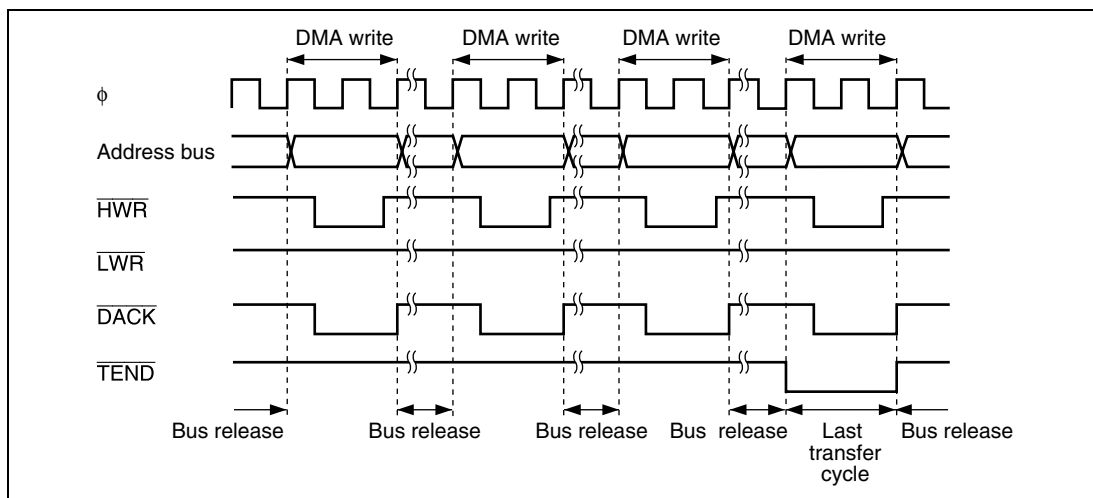 DMA write DMA write DMA write DMA write
φ
Address bus
HWR
LWR
DACK
TEND
Bus release Bus release Bus release Bus release Last transfer cycle Bus release